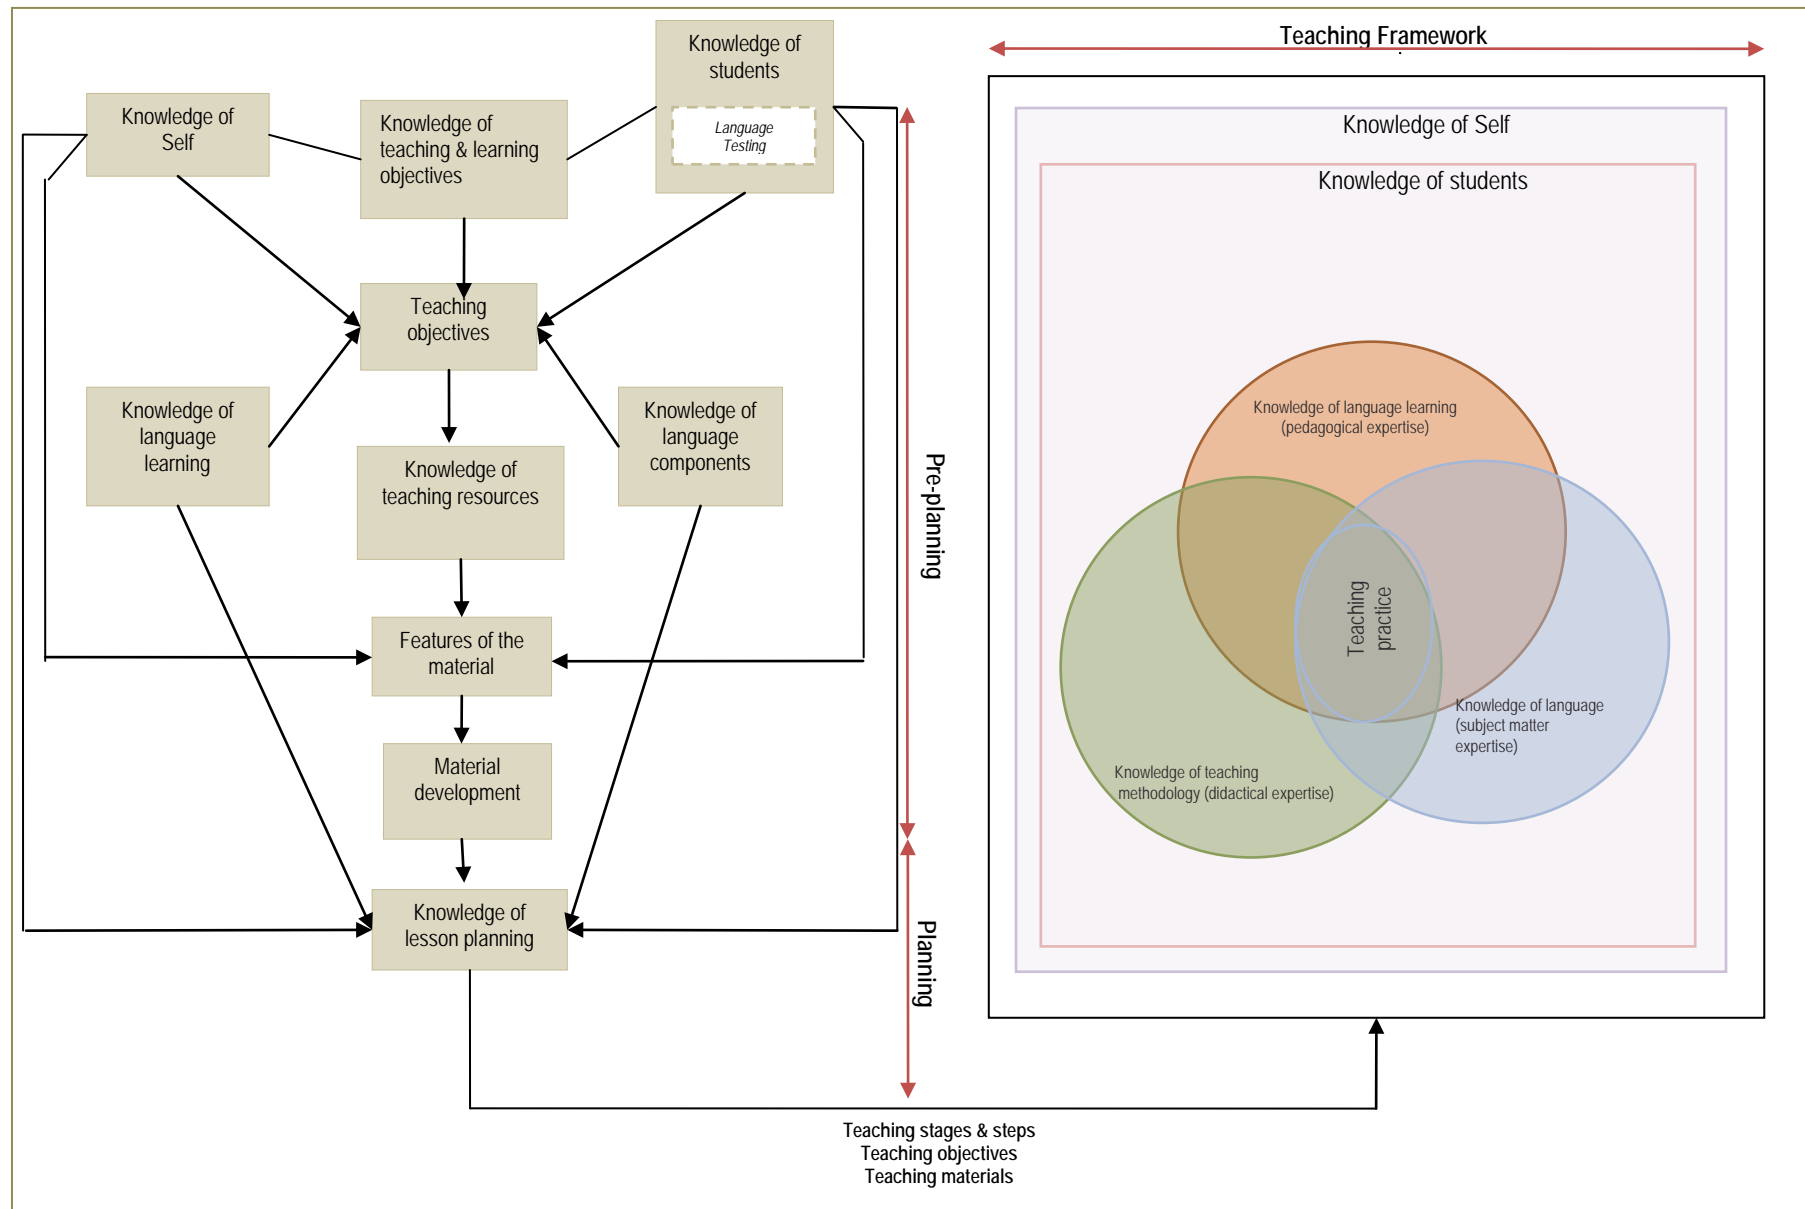 Knowledge of
students
Language
Testing
Knowledge of
Self
Knowledge of
teaching & learning
objectives
Teaching
objectives
Knowledge of
language
learning
Knowledge of
language
components
Knowledge of
teaching resources
Features of the
material
Material
development
Knowledge of
lesson planning
Pre-planning
Planning
Teaching stages & steps
Teaching objectives
Teaching materials
Teaching Framework
Knowledge of Self
Knowledge of students
Knowledge of language learning
(pedagogical expertise)
Teaching
practice
Knowledge of language
(subject matter
expertise)
Knowledge of teaching
methodology (didactical expertise)